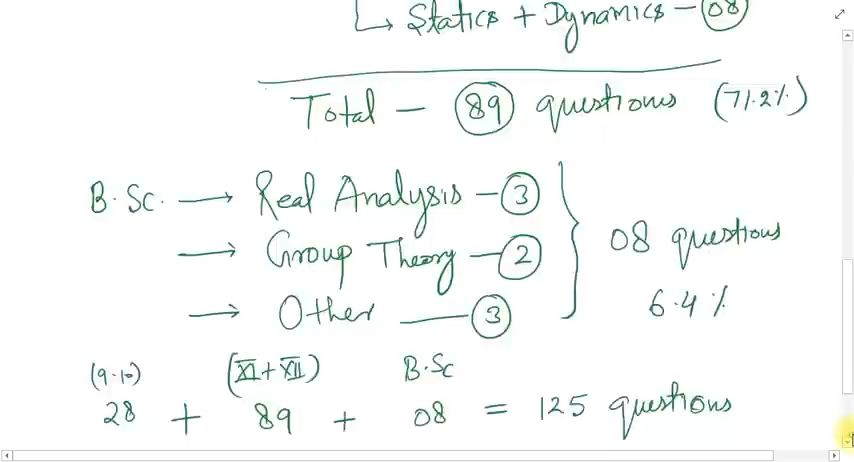 ↳ Statics + Dynamics - 08
Total - 89 questions (71.2%)
B.Sc. → Real Analysis - 3
→ Group Theory - 2
08 questions
→ Other - 3
6.4%
(9-10) (XI + XII) B.Sc
28 + 89 + 08 = 125 questions